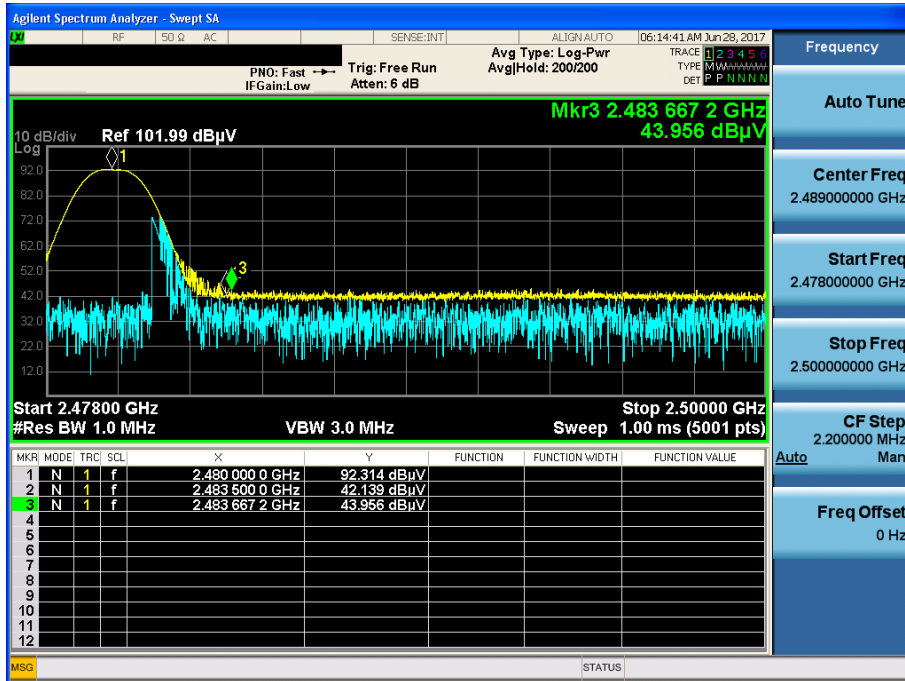 Agilent Spectrum Analyzer - Swept SA
LXI RF 50 Ω AC SENSE:INT ALIGN AUTO 06:14:41 AM Jun 28, 2017
PNO: Fast
IFGain:Low
Trig: Free Run
Atten: 6 dB
Avg Type: Log-Pwr
Avg|Hold: 200/200
TRACE 1 2 3 4 5 6
TYPE MWWWWW
DET P P N N N N
Mkr3 2.483 667 2 GHz
43.956 dBµV
10 dB/div Ref 101.99 dBµV
Log
92.0
82.0
72.0
62.0
52.0
42.0
32.0
22.0
12.0
1
3
Start 2.47800 GHz Stop 2.50000 GHz
#Res BW 1.0 MHz VBW 3.0 MHz Sweep 1.00 ms (5001 pts)
MKR MODE TRC SCL X Y FUNCTION FUNCTION WIDTH FUNCTION VALUE
1 N 1 f 2.480 000 0 GHz 92.314 dBµV
2 N 1 f 2.483 500 0 GHz 42.139 dBµV
3 N 1 f 2.483 667 2 GHz 43.956 dBµV
4
5
6
7
8
9
10
11
12
MSG STATUS
Frequency
Auto Tune
Center Freq
2.489000000 GHz
Start Freq
2.478000000 GHz
Stop Freq
2.500000000 GHz
CF Step
2.200000 MHz
Auto Man
Freq Offset
0 Hz